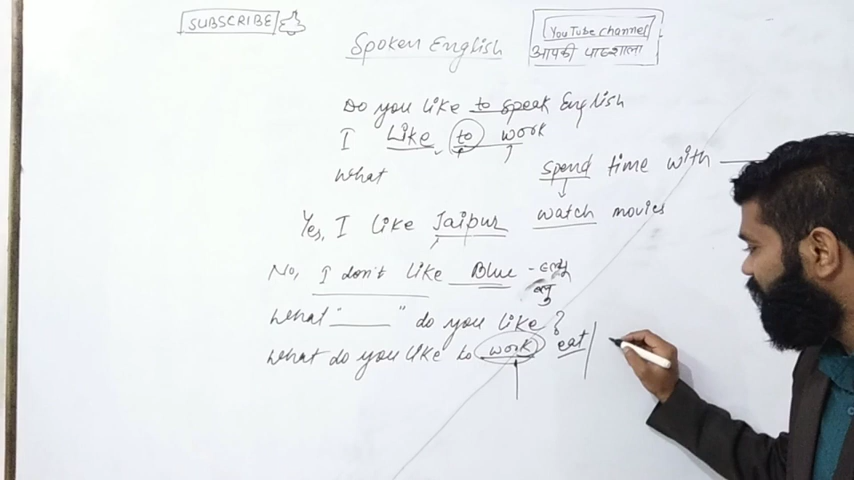 SUBSCRIBE
YouTube channel
आपकी पाठशाला
Spoken English
Do you like to speak English
I Like to work
What
spend time with
watch movies
Yes, I like Jaipur
No, I don't like Blue -
What "____" do you like?
What do you like to work eat